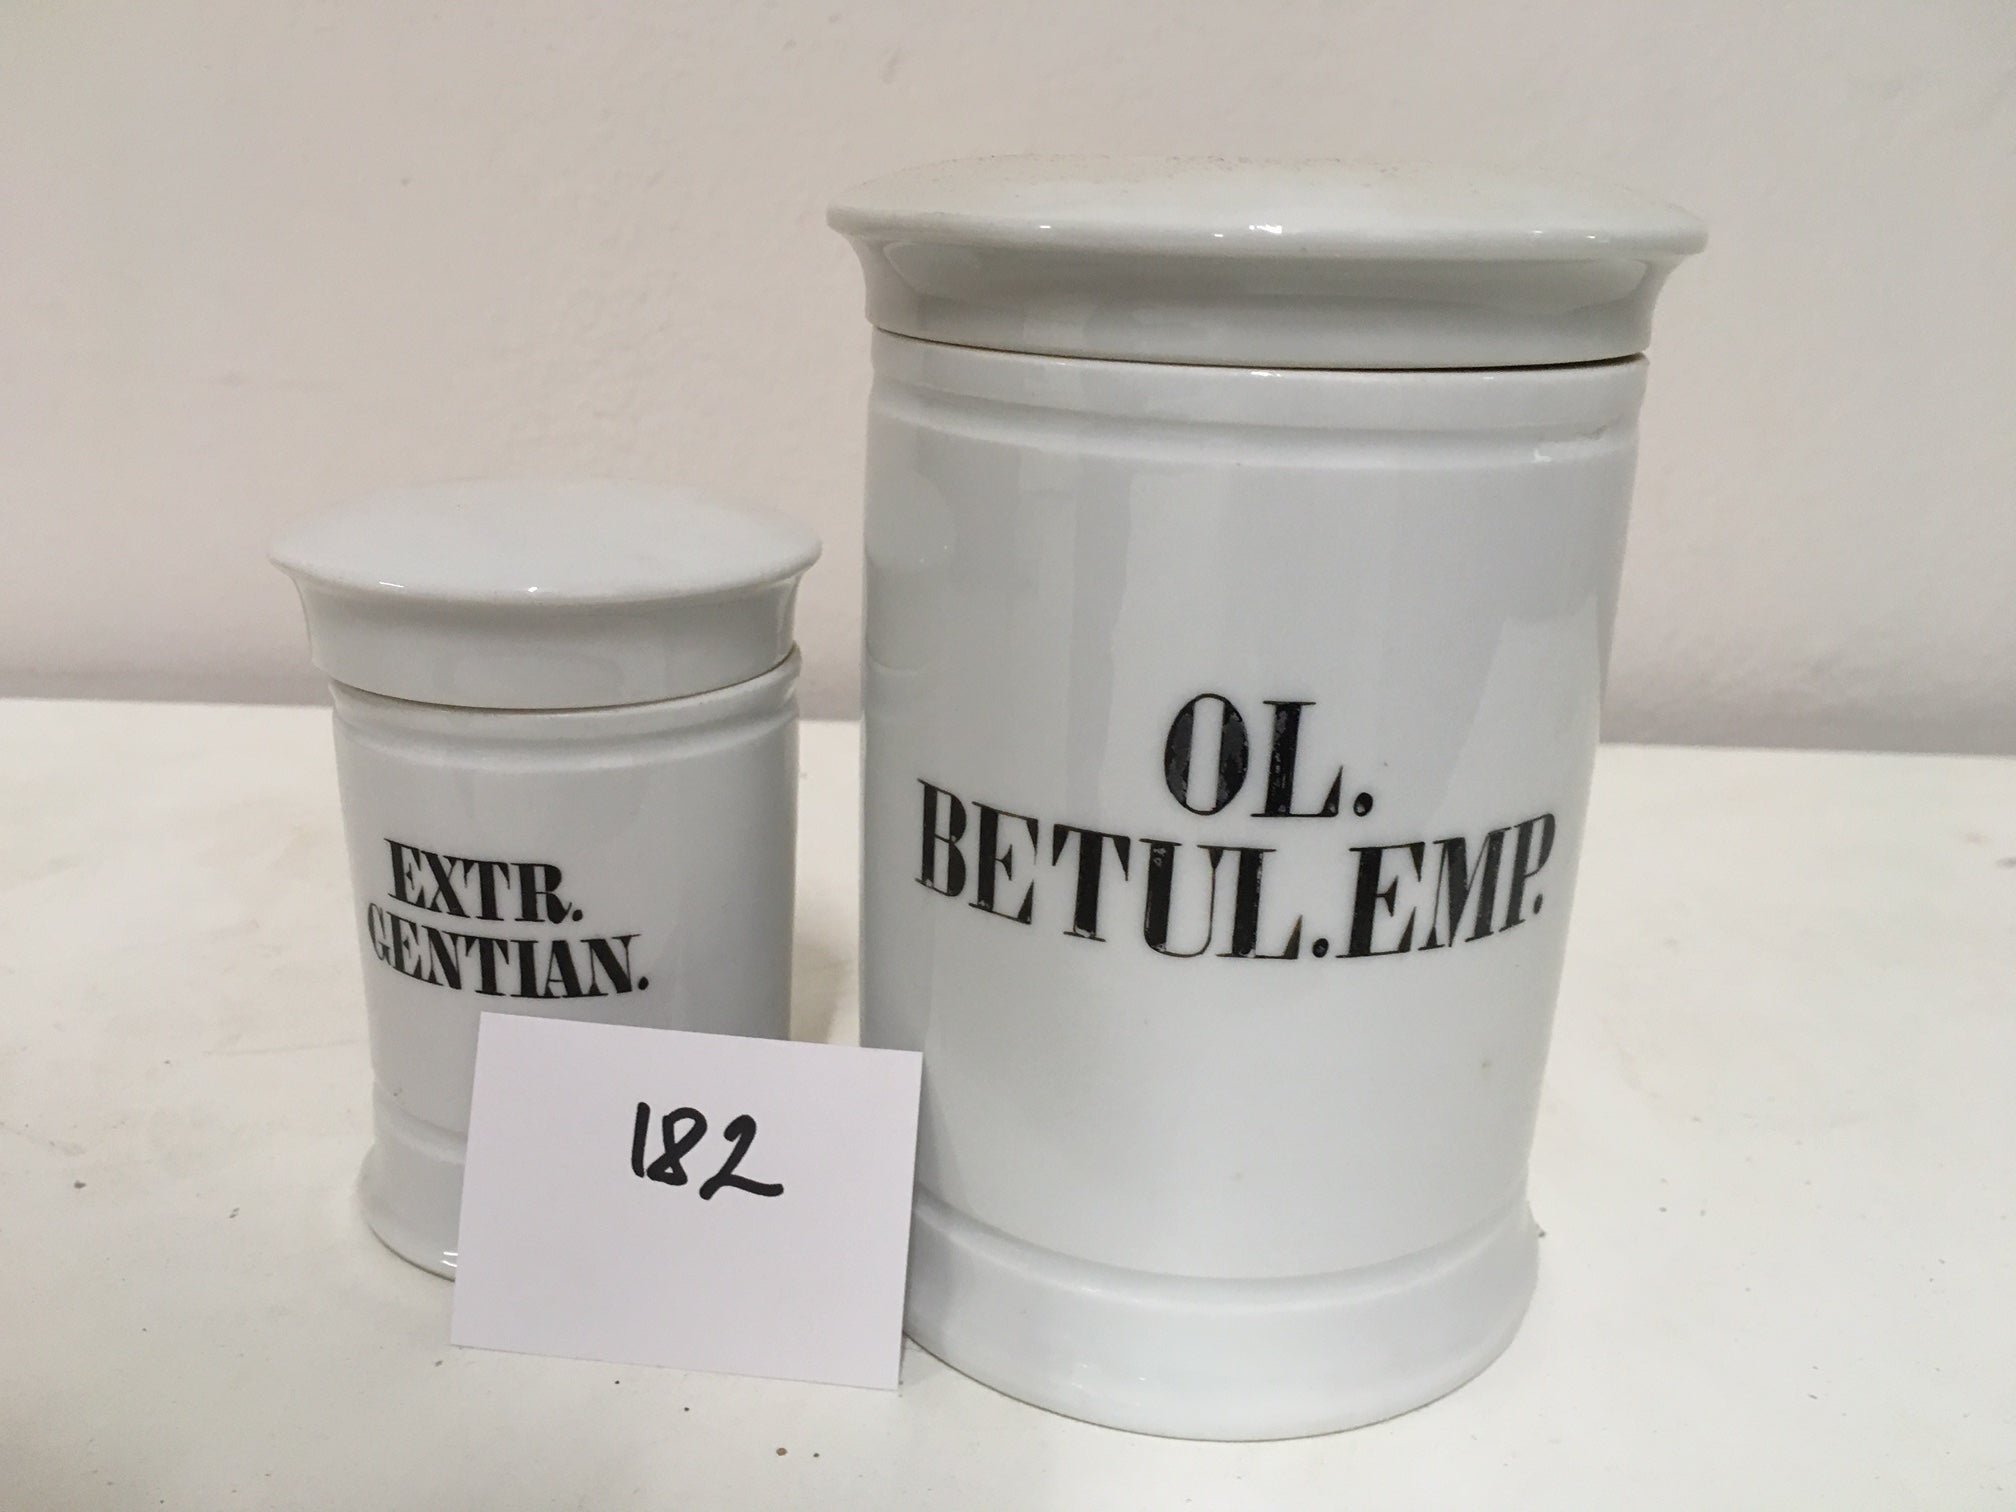 EXTR.
GENTIAN.
OL.
BETUL.EMP.
182